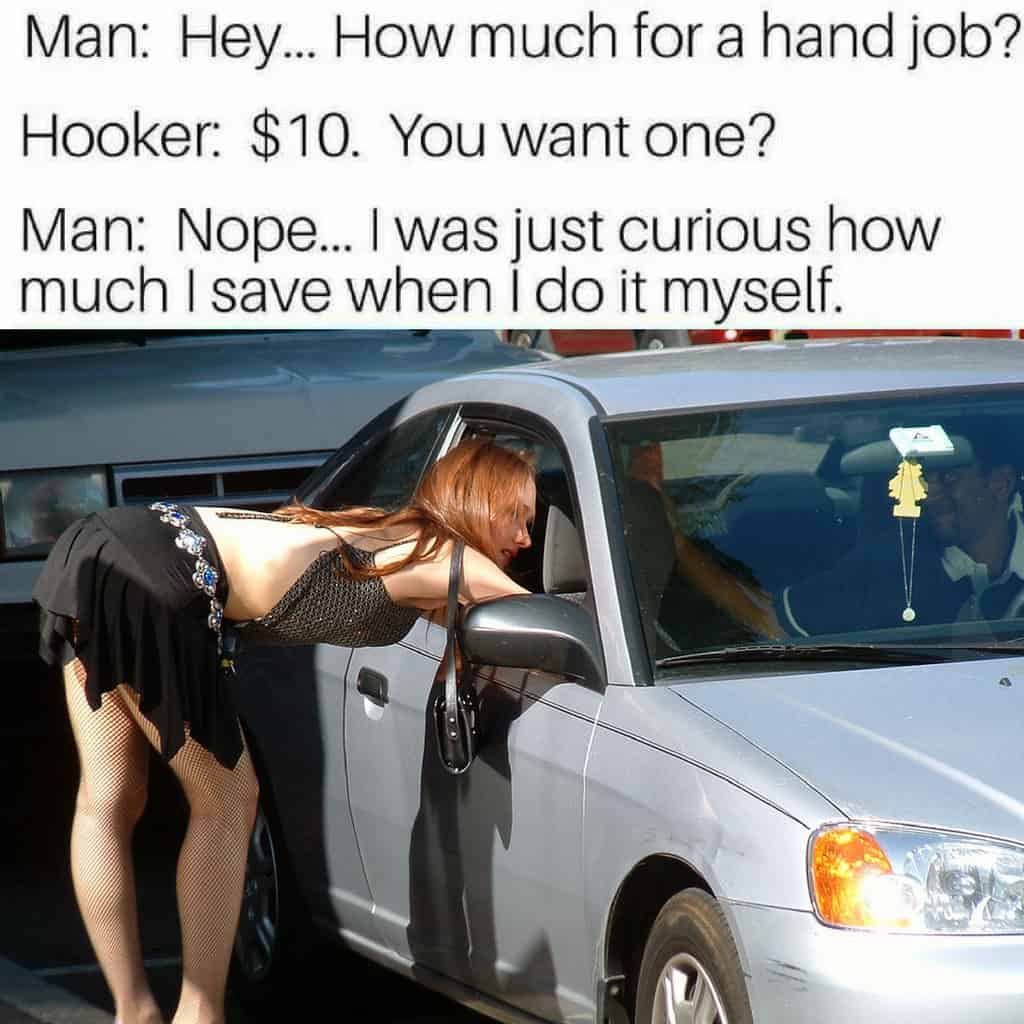 Man: Hey... How much for a hand job?
Hooker: $10. You want one?
Man: Nope... I was just curious how
much I save when I do it myself.